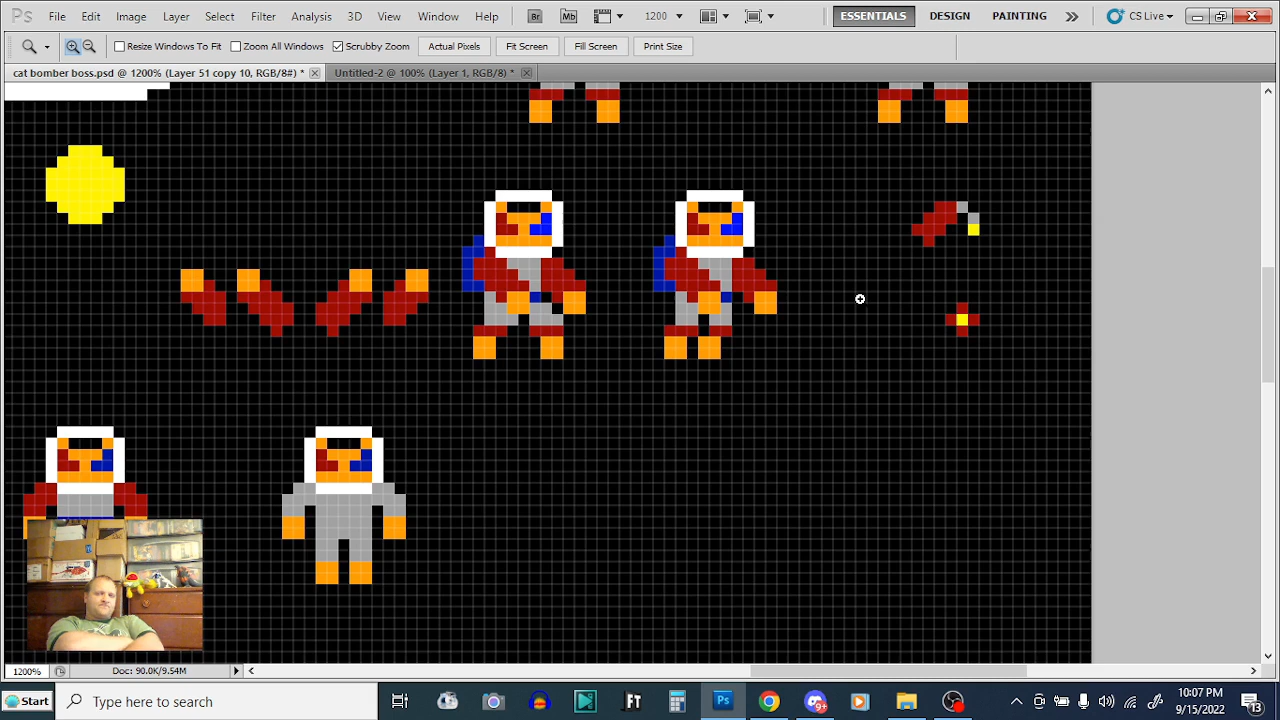 Ps File Edit Image Layer Select Filter Analysis 3D View Window Help Br Mb 1200 ESSENTIALS DESIGN PAINTING CS Live
Resize Windows To Fit Zoom All Windows Scrubby Zoom Actual Pixels Fit Screen Fill Screen Print Size
cat bomber boss.psd @ 1200% (Layer 51 copy 10, RGB/8#) * Untitled-2 @ 100% (Layer 1, RGB/8) *
1200% Doc: 90.0K/9.54M
Start Type here to search FT Ps 9+ 10:07 PM
9/15/2022 13